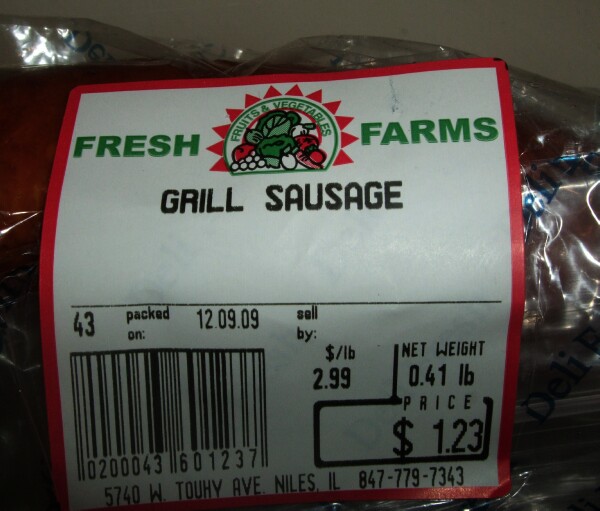 FRESH FRUITS & VEGETABLES FARMS
GRILL SAUSAGE
43 packed on: 12.09.09 sell by:
$/lb NET WEIGHT
2.99 0.41 lb
PRICE
$ 1.23
0200043 601237
5740 W. TOUHY AVE. NILES, IL 847-779-7343
Deli